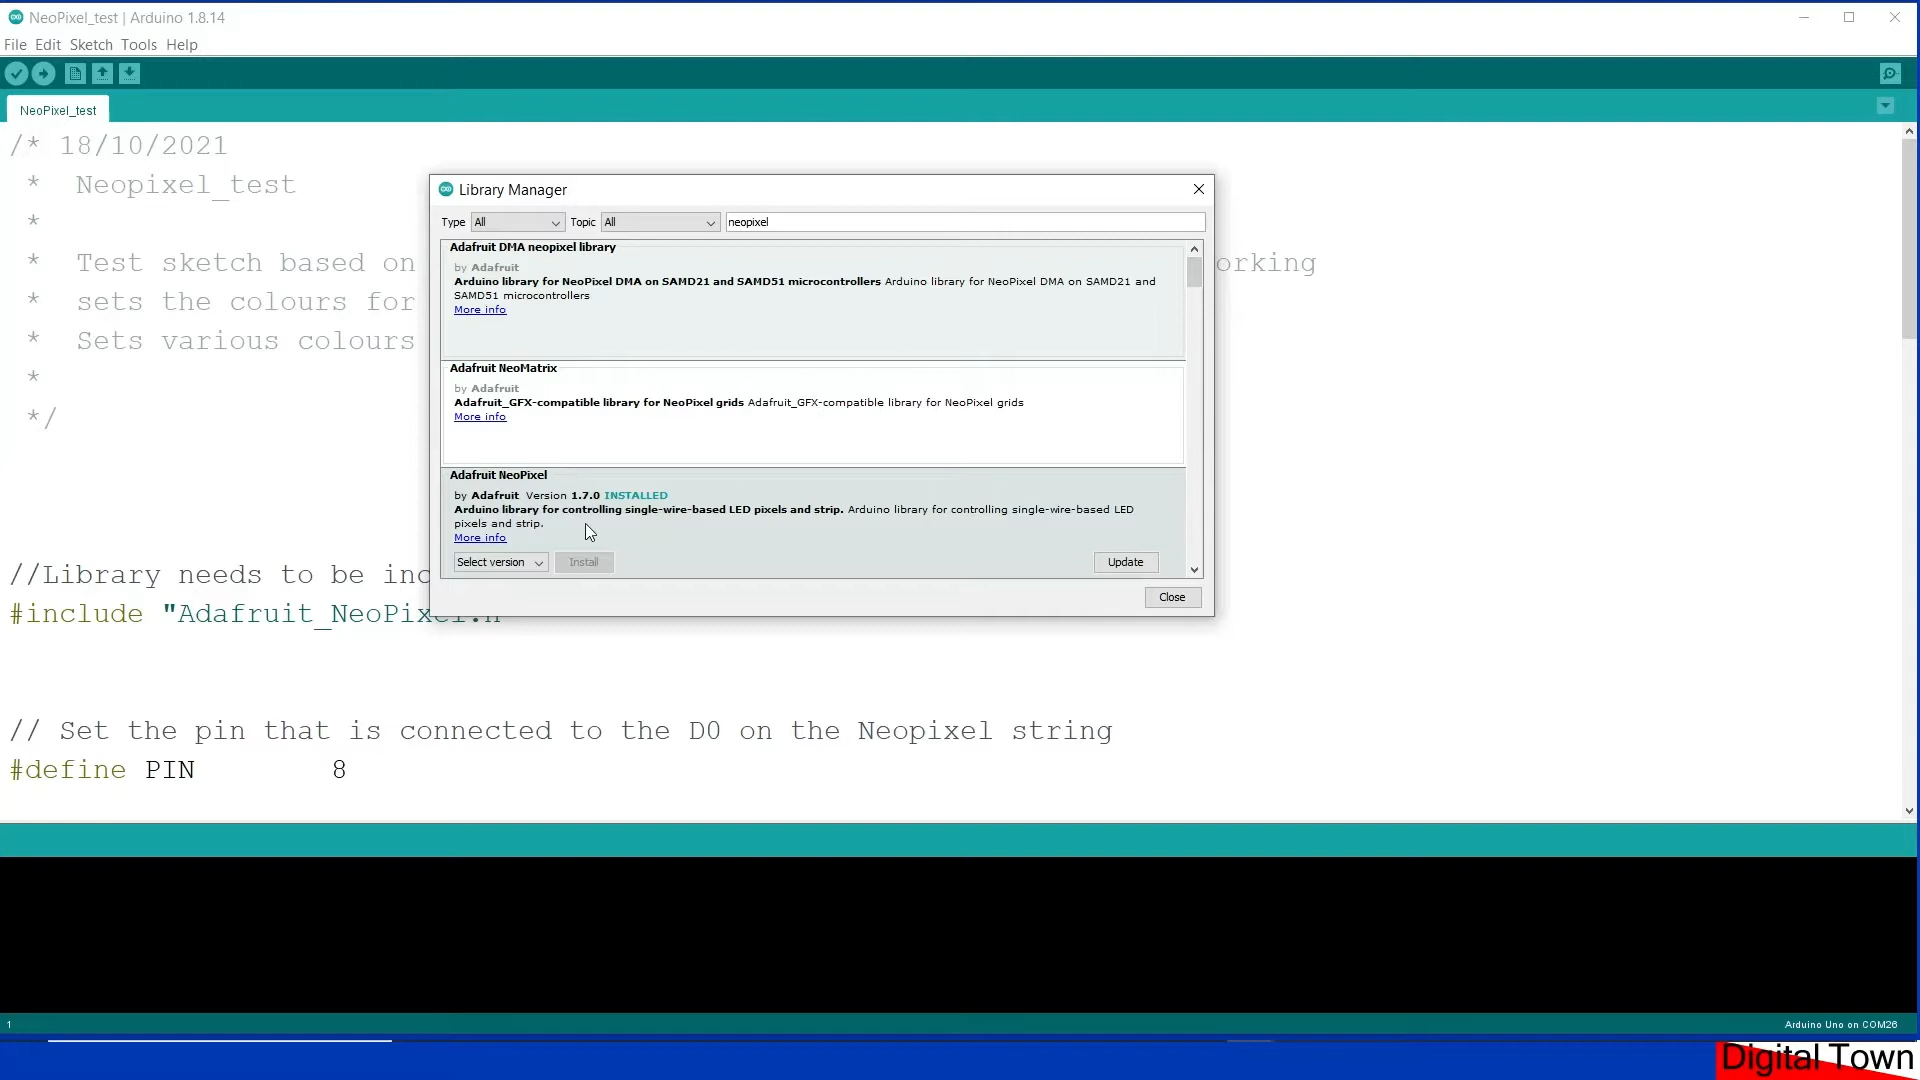 NeoPixel_test | Arduino 1.8.14
File Edit Sketch Tools Help
NeoPixel_test
/* 18/10/2021
* Neopixel_test
*
* Test sketch based on
orking
* sets the colours for
* Sets various colours
*
*/
//Library needs to be inc
#include "Adafruit_NeoPixel.h
// Set the pin that is connected to the D0 on the Neopixel string
#define PIN 8
Library Manager
Type All Topic All neopixel
Adafruit DMA neopixel library
by Adafruit
Arduino library for NeoPixel DMA on SAMD21 and SAMD51 microcontrollers Arduino library for NeoPixel DMA on SAMD21 and
SAMD51 microcontrollers
More info
Adafruit NeoMatrix
by Adafruit
Adafruit_GFX-compatible library for NeoPixel grids Adafruit_GFX-compatible library for NeoPixel grids
More info
Adafruit NeoPixel
by Adafruit Version 1.7.0 INSTALLED
Arduino library for controlling single-wire-based LED pixels and strip. Arduino library for controlling single-wire-based LED
pixels and strip.
More info
Select version Install Update
Close
1
Arduino Uno on COM26
Digital Town